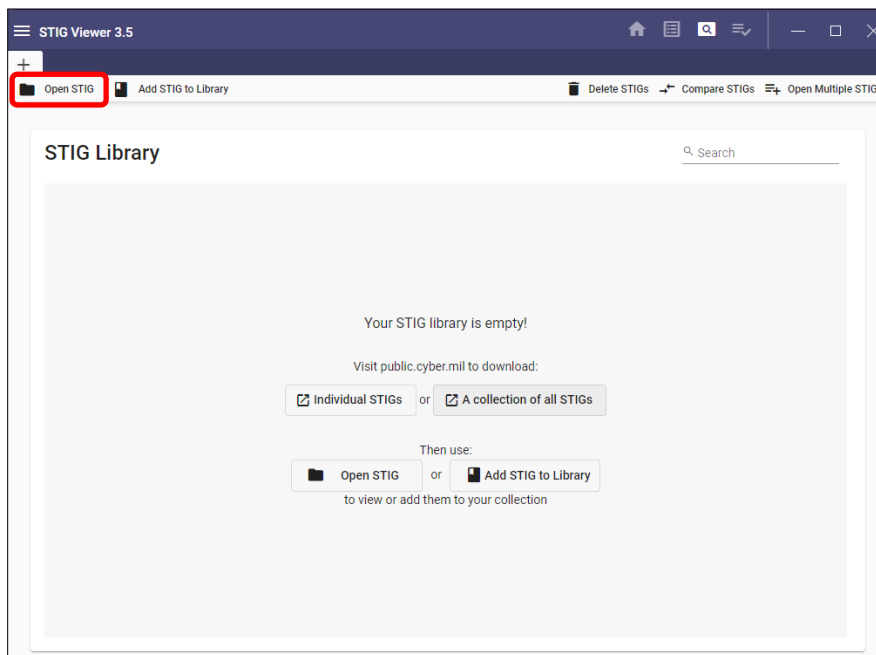 STIG Viewer 3.5
Open STIG Add STIG to Library Delete STIGs Compare STIGs Open Multiple STIG
STIG Library Search
Your STIG library is empty!
Visit public.cyber.mil to download:
Individual STIGs or A collection of all STIGs
Then use:
Open STIG or Add STIG to Library
to view or add them to your collection